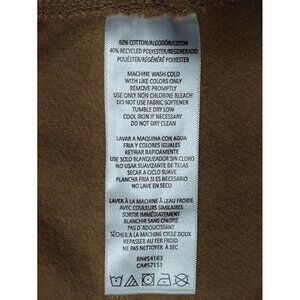 60% COTTON/ALGODÓN/COTON
40% RECYCLED POLYESTER/REGENERADO
POLIÉSTER/RÉGÉNÉRÉ POLYESTER
MACHINE WASH COLD
WITH LIKE COLORS ONLY
REMOVE PROMPTLY
USE ONLY NON CHLORINE BLEACH
DO NOT USE FABRIC SOFTENER
TUMBLE DRY LOW
COOL IRON IF NECESSARY
DO NOT DRY CLEAN
LAVAR A MAQUINA CON AGUA
FRIA Y COLORES IGUALES
RETIRAR RAPIDAMENTE
USE SOLO BLANQUEADOR SIN CLORO
NO USAR SUAVIZANTE DE TELAS
SECAR A CICLO SUAVE
PLANCHA FRIA SI ES NECESARIO
NO LAVE EN SECO
LAVER À LA MACHINE À L'EAU FROIDE
AVEC COULEURS SIMILAIRES
SORTIR IMMÉDIATEMENT
BLANCHIR SANS CHLORE
PAS D'ADOUCISSANT
SÉCHER À LA MACHINE CYCLE DOUX
REPASSER AU FER FROID
NE PAS NETTOYER À SEC
RN#54163
CA#57151